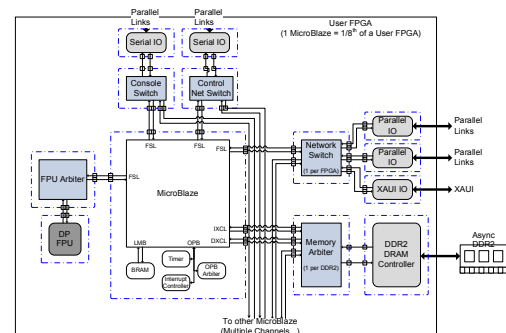 Parallel
Links
Parallel
Links
User FPGA
(1 MicroBlaze = 1/8th of a User FPGA)
Serial IO
Serial IO
Console
Switch
Control
Net Switch
FSL
FSL
FSL
Network
Switch
(1 per FPGA)
Parallel
IO
Parallel
Links
Parallel
IO
Parallel
Links
XAUI IO
XAUI
FPU Arbiter
FSL
MicroBlaze
DP
FPU
IXCL
DXCL
LMB
OPB
Memory
Arbiter
(1 per DDR2)
DDR2
DRAM
Controller
Async
DDR2
BRAM
Timer
Interrupt
Controller
OPB
Arbiter
To other MicroBlaze
(Multiple Channels...)